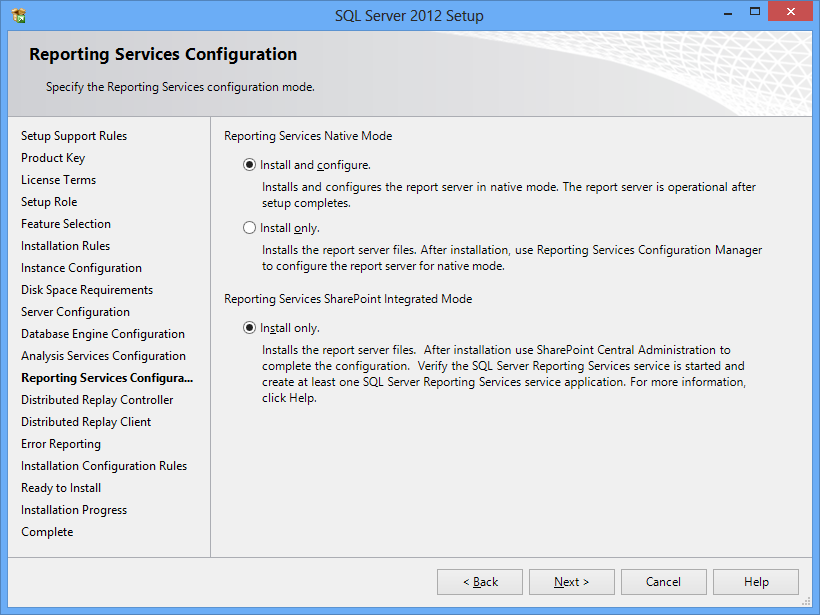 SQL Server 2012 Setup
Reporting Services Configuration
Specify the Reporting Services configuration mode.
Setup Support Rules
Product Key
License Terms
Setup Role
Feature Selection
Installation Rules
Instance Configuration
Disk Space Requirements
Server Configuration
Database Engine Configuration
Analysis Services Configuration
Reporting Services Configura...
Distributed Replay Controller
Distributed Replay Client
Error Reporting
Installation Configuration Rules
Ready to Install
Installation Progress
Complete
Reporting Services Native Mode
Install and configure.
Installs and configures the report server in native mode. The report server is operational after
setup completes.
Install only.
Installs the report server files. After installation, use Reporting Services Configuration Manager
to configure the report server for native mode.
Reporting Services SharePoint Integrated Mode
Install only.
Installs the report server files.  After installation use SharePoint Central Administration to
complete the configuration.  Verify the SQL Server Reporting Services service is started and
create at least one SQL Server Reporting Services service application. For more information,
click Help.
< Back
Next >
Cancel
Help